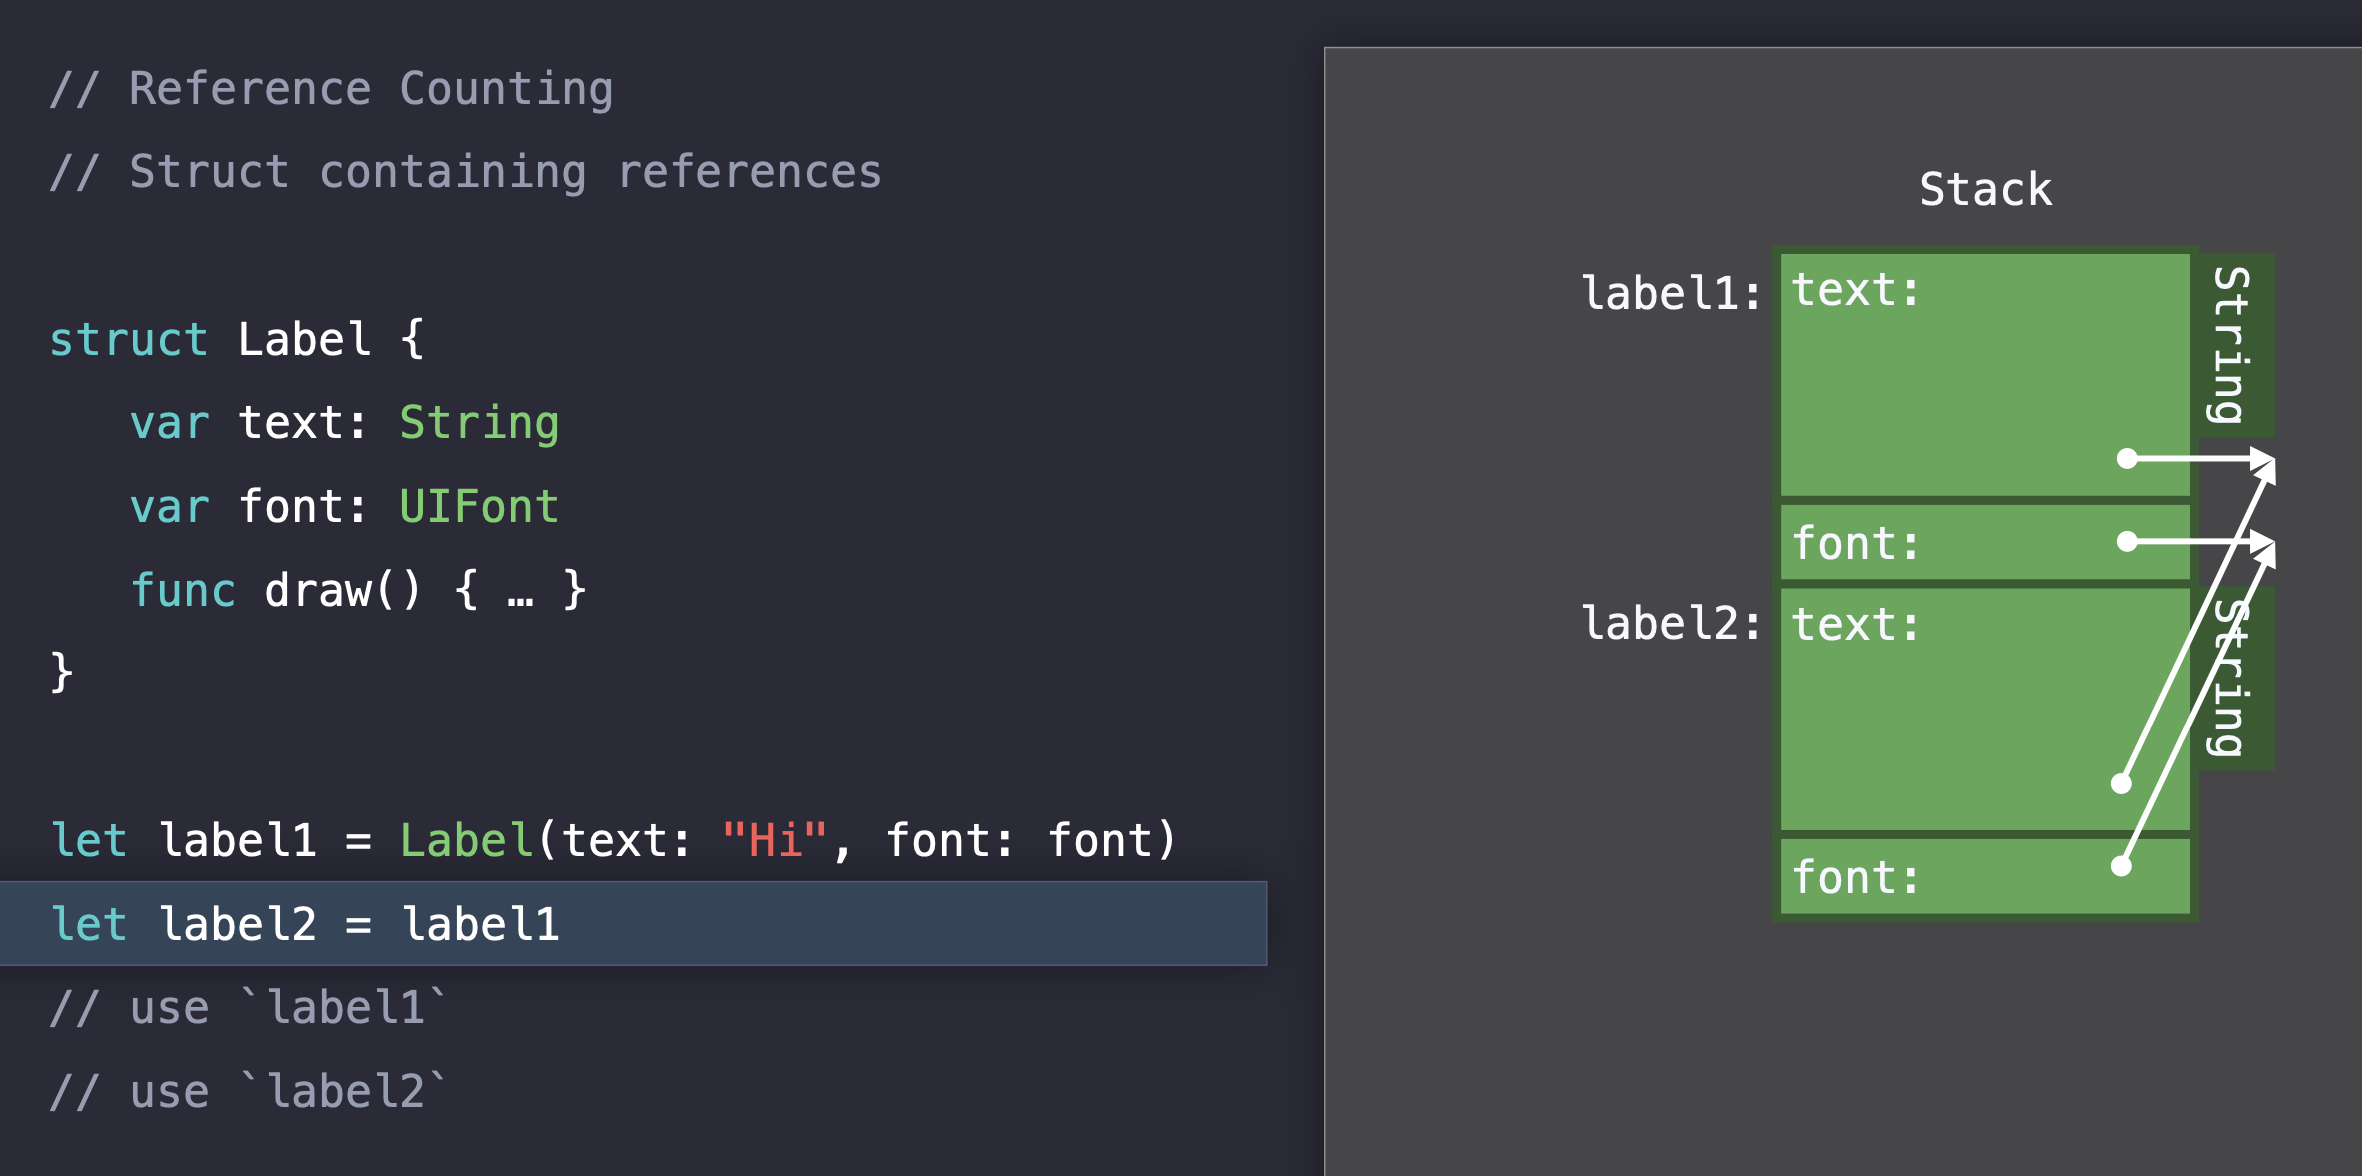 // Reference Counting
// Struct containing references
struct Label {
   var text: String
   var font: UIFont
   func draw() { … }
}
let label1 = Label(text: "Hi", font: font)
let label2 = label1
// use `label1`
// use `label2`
Stack
label1:
text:
String
font:
label2:
text:
String
font: